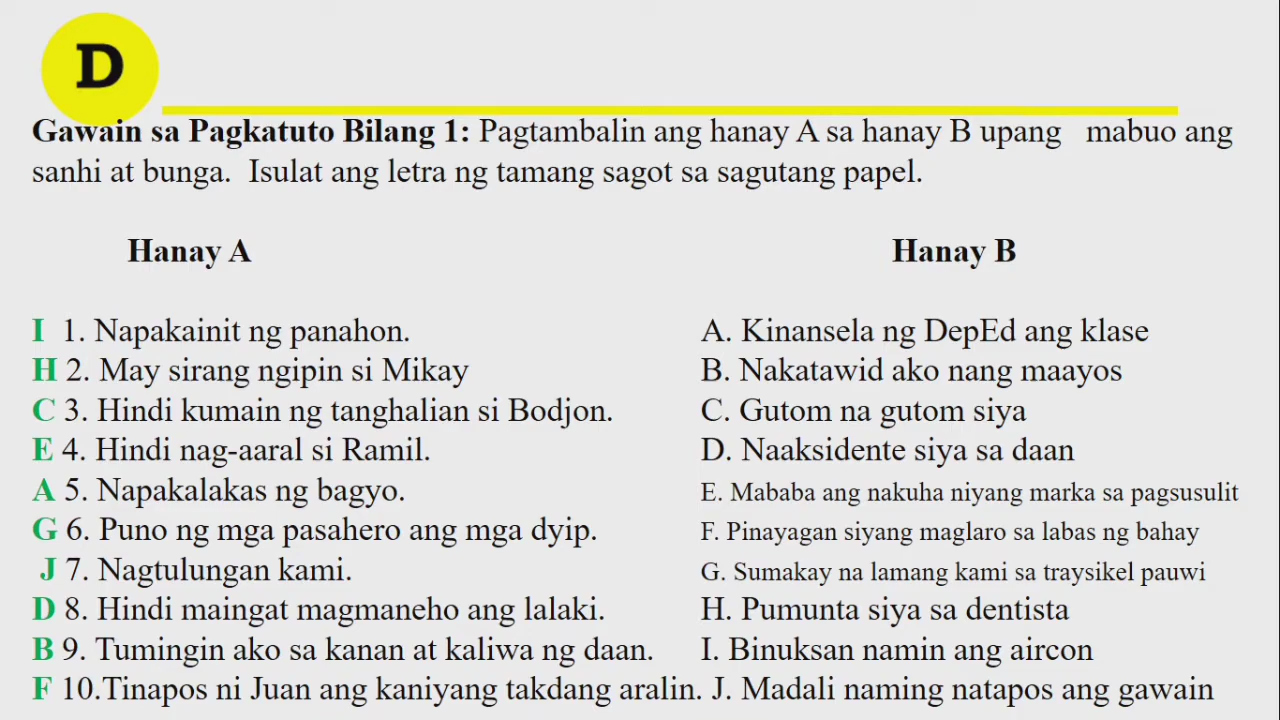 D
Gawain sa Pagkatuto Bilang 1: Pagtambalin ang hanay A sa hanay B upang mabuo ang
sanhi at bunga. Isulat ang letra ng tamang sagot sa sagutang papel.
Hanay A Hanay B
I 1. Napakainit ng panahon. A. Kinansela ng DepEd ang klase
H 2. May sirang ngipin si Mikay B. Nakatawid ako nang maayos
C 3. Hindi kumain ng tanghalian si Bodjon. C. Gutom na gutom siya
E 4. Hindi nag-aaral si Ramil. D. Naaksidente siya sa daan
A 5. Napakalakas ng bagyo. E. Mababa ang nakuha niyang marka sa pagsusulit
G 6. Puno ng mga pasahero ang mga dyip. F. Pinayagan siyang maglaro sa labas ng bahay
J 7. Nagtulungan kami. G. Sumakay na lamang kami sa traysikel pauwi
D 8. Hindi maingat magmaneho ang lalaki. H. Pumunta siya sa dentista
B 9. Tumingin ako sa kanan at kaliwa ng daan. I. Binuksan namin ang aircon
F 10.Tinapos ni Juan ang kaniyang takdang aralin. J. Madali naming natapos ang gawain